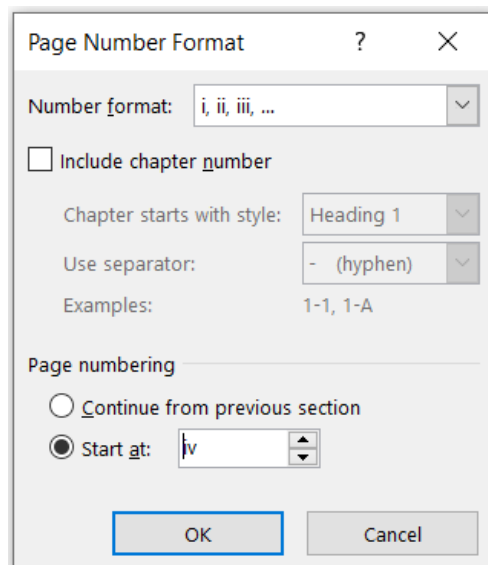 Page Number Format ?
Number format: i, ii, iii, ...
Include chapter number
Chapter starts with style: Heading 1
Use separator: - (hyphen)
Examples: 1-1, 1-A
Page numbering
Continue from previous section
Start at: iv
OK Cancel